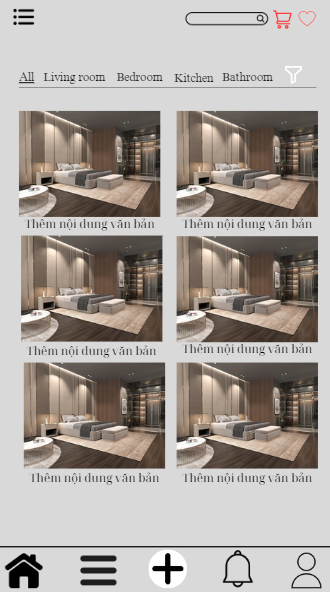 All Living room Bedroom Kitchen Bathroom
Thêm nội dung văn bản Thêm nội dung văn bản
Thêm nội dung văn bản Thêm nội dung văn bản
Thêm nội dung văn bản Thêm nội dung văn bản